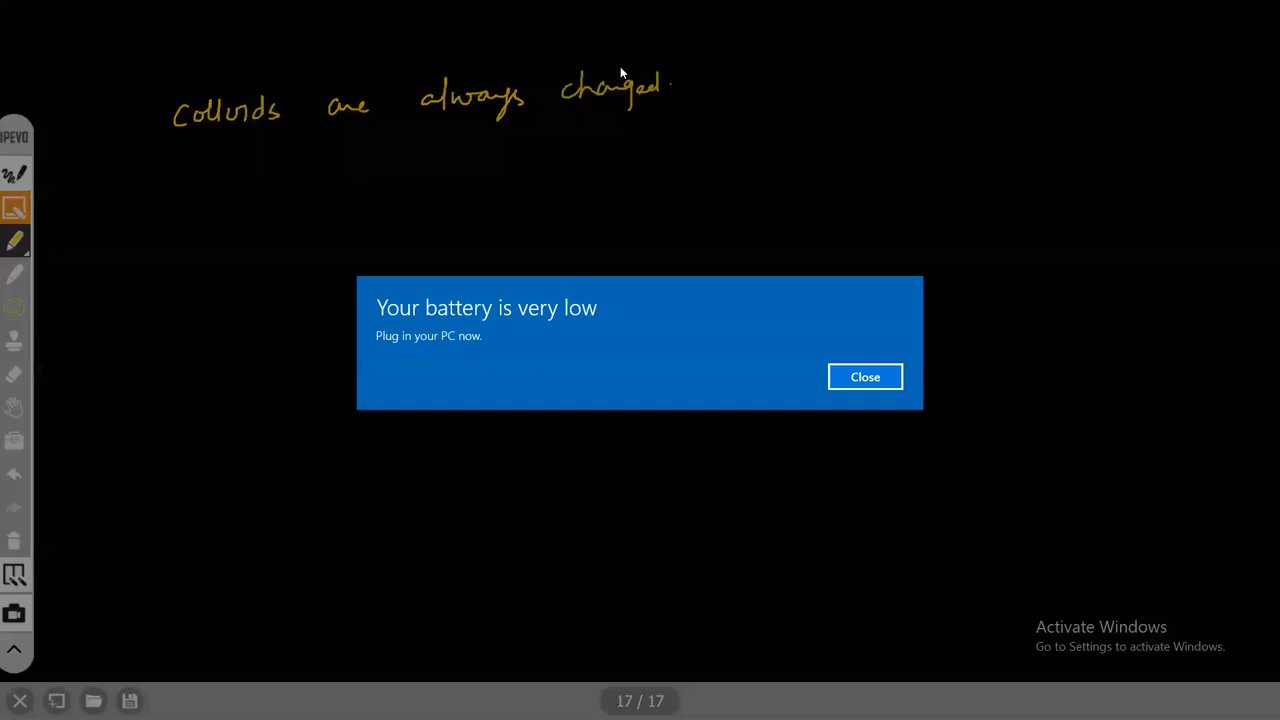 Colloids are always charged.
IPEVO
Your battery is very low
Plug in your PC now.
Close
Activate Windows
Go to Settings to activate Windows.
17 / 17